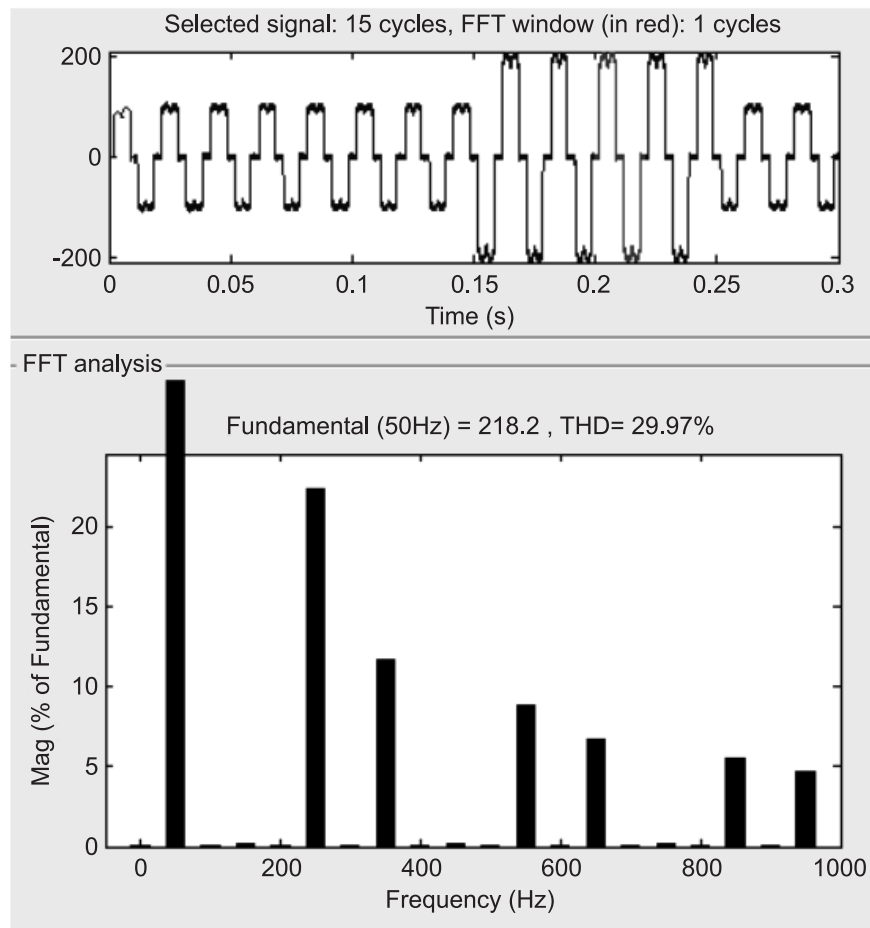 Selected signal: 15 cycles, FFT window (in red): 1 cycles
200
0
-200
0 0.05 0.1 0.15 0.2 0.25 0.3
Time (s)
FFT analysis
Fundamental (50Hz) = 218.2 , THD= 29.97%
20
15
10
5
0
Mag (% of Fundamental)
0 200 400 600 800 1000
Frequency (Hz)